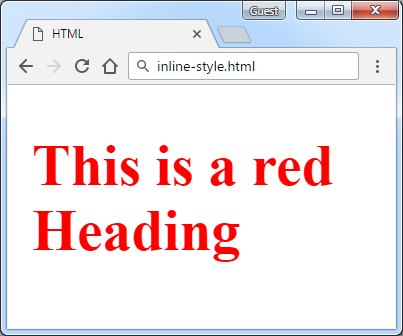 Guest
HTML
inline-style.html
This is a red
Heading